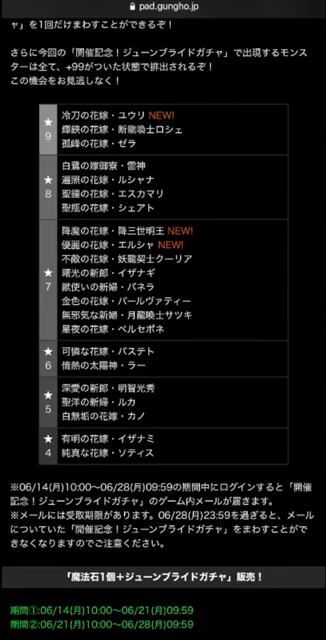 pad.gungho.jp
ャ」を1回だけまわすことができるぞ！
さらに今回の「開催記念！ジューンブライドガチャ」で出現するモンス
ターは全て、+99がついた状態で排出されるぞ！
この機会をお見逃しなく！
★
9
冷刀の花嫁・ユウリ NEW!
輝鋏の花嫁・断龍喚士ロシェ
孤峰の花嫁・ゼラ
★
8
白鷺の嫁御寮・雷神
遍照の花嫁・ルシャナ
聖鐘の花嫁・エスカマリ
聖瓶の花嫁・シェアト
★
7
降魔の花嫁・降三世明王 NEW!
優麗の花嫁・エルシャ NEW!
不敵の花嫁・妖龍契士クーリア
曙光の新郎・イザナギ
獣使いの新婦・バネラ
金色の花嫁・パールヴァティー
無邪気な新婦・月龍喚士サツキ
星夜の花嫁・ペルセポネ
★
6
可憐な花嫁・バステト
情熱の太陽神・ラー
★
5
深愛の新郎・明智光秀
聖洋の新婦・ルカ
白無垢の花嫁・カノ
★
4
有明の花嫁・イザナミ
純真な花嫁・ソティス
※06/14(月)10:00～06/28(月)09:59の期間中にログインすると「開催
記念！ジューンブライドガチャ」のゲーム内メールが届きます。
※メールには受取期限があります。06/28(月)23:59を過ぎると、メール
についていた「開催記念！ジューンブライドガチャ」をまわすことがで
きなくなりますのでご注意ください。
「魔法石1個＋ジューンブライドガチャ」販売！
期間①:06/14(月)10:00～06/21(月)09:59
期間②:06/21(月)10:00～06/28(月)09:59